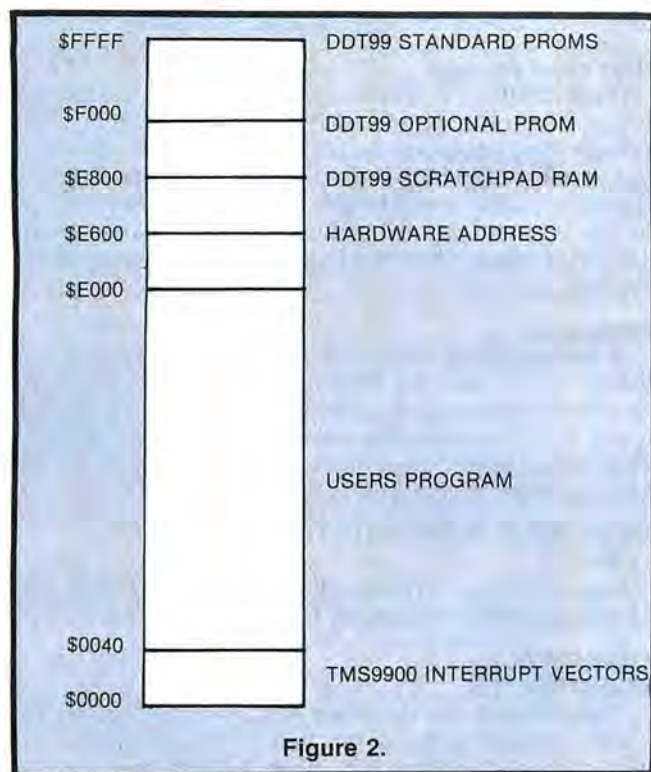 $FFFF DDT99 STANDARD PROMS
$F000 DDT99 OPTIONAL PROM
$E800 DDT99 SCRATCHPAD RAM
$E600 HARDWARE ADDRESS
$E000
USERS PROGRAM
$0040
TMS9900 INTERRUPT VECTORS
$0000
Figure 2.